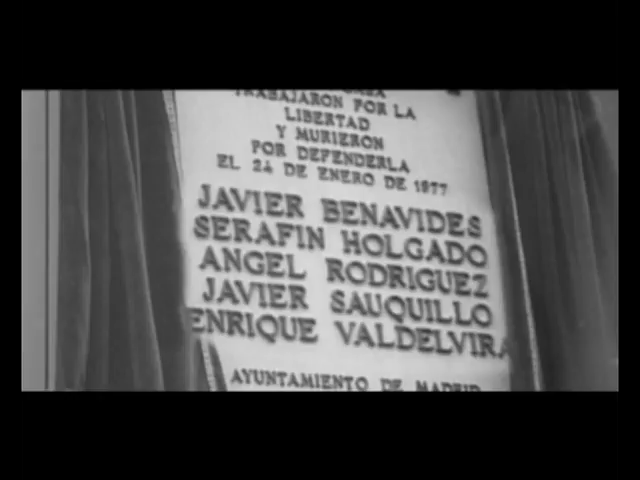 TRABAJARON POR LA
LIBERTAD
Y MURIERON
POR DEFENDERLA
EL 24 DE ENERO DE 1977
JAVIER BENAVIDES
SERAFIN HOLGADO
ANGEL RODRIGUEZ
JAVIER SAUQUILLO
ENRIQUE VALDELVIRA
AYUNTAMIENTO DE MADRID